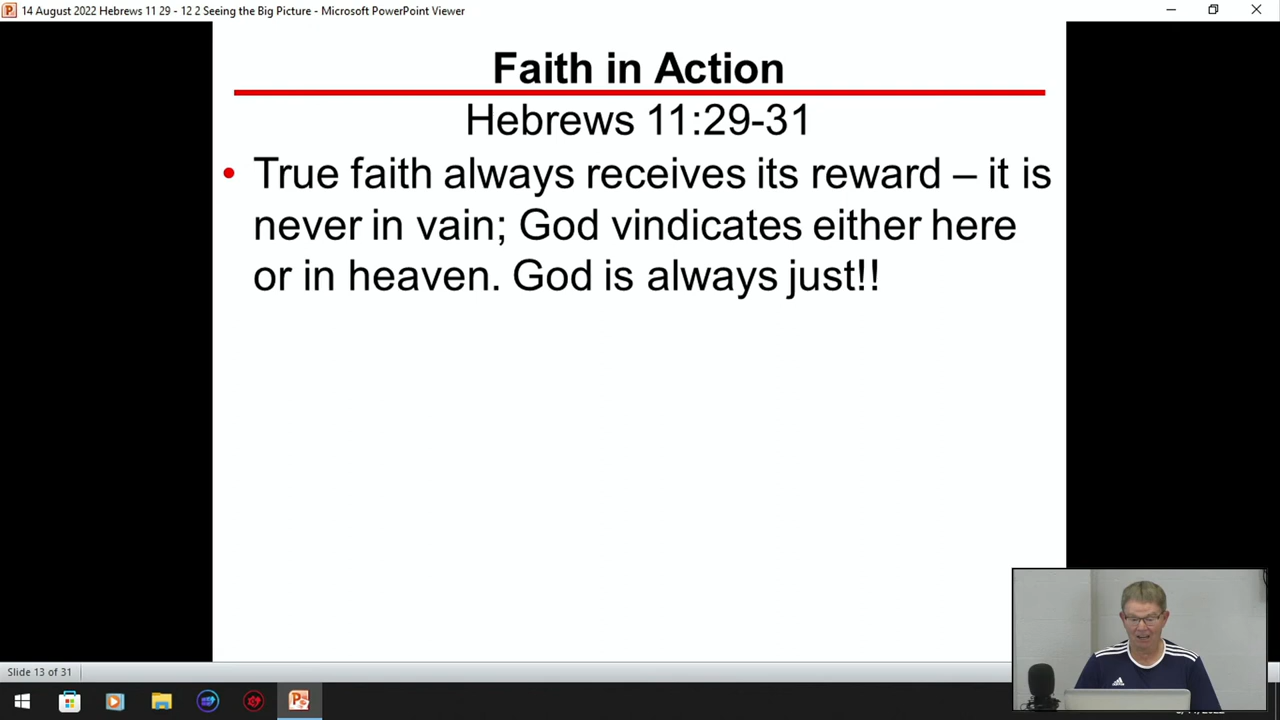 14 August 2022 Hebrews 11 29 - 12 2 Seeing the Big Picture - Microsoft PowerPoint Viewer
Faith in Action
Hebrews 11:29-31
• True faith always receives its reward – it is
never in vain; God vindicates either here
or in heaven. God is always just!!
Slide 13 of 31